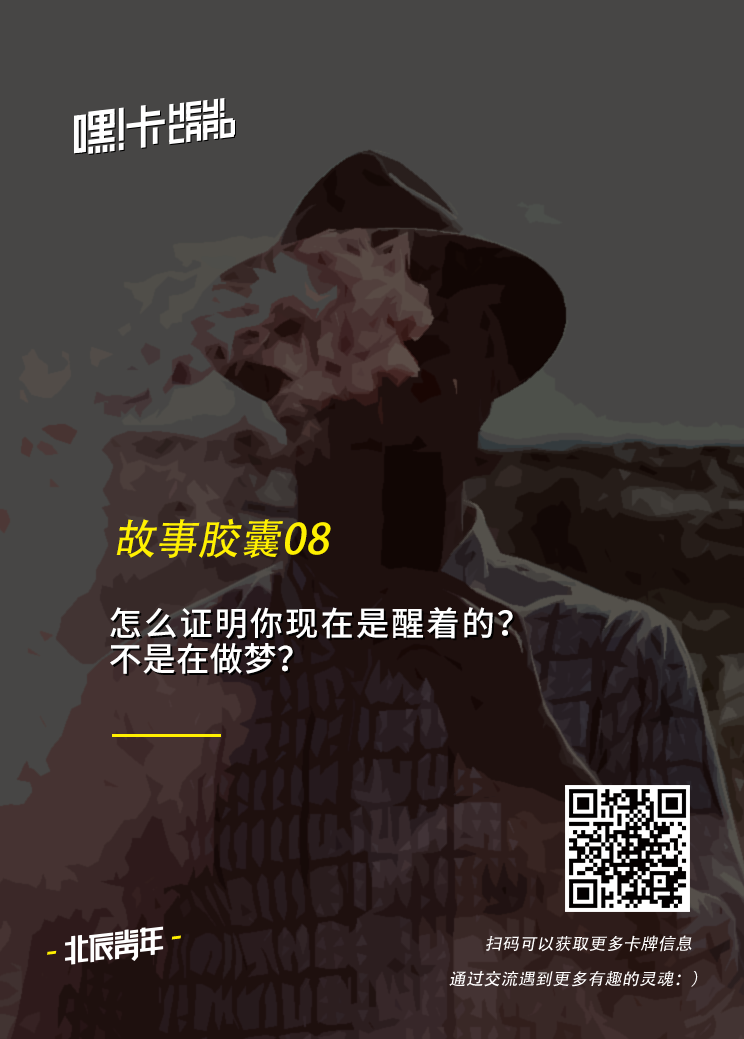 嘿!卡 HEY! CARD
故事胶囊08
怎么证明你现在是醒着的?
不是在做梦?
- 北辰青年 -
扫码可以获取更多卡牌信息
通过交流遇到更多有趣的灵魂:)